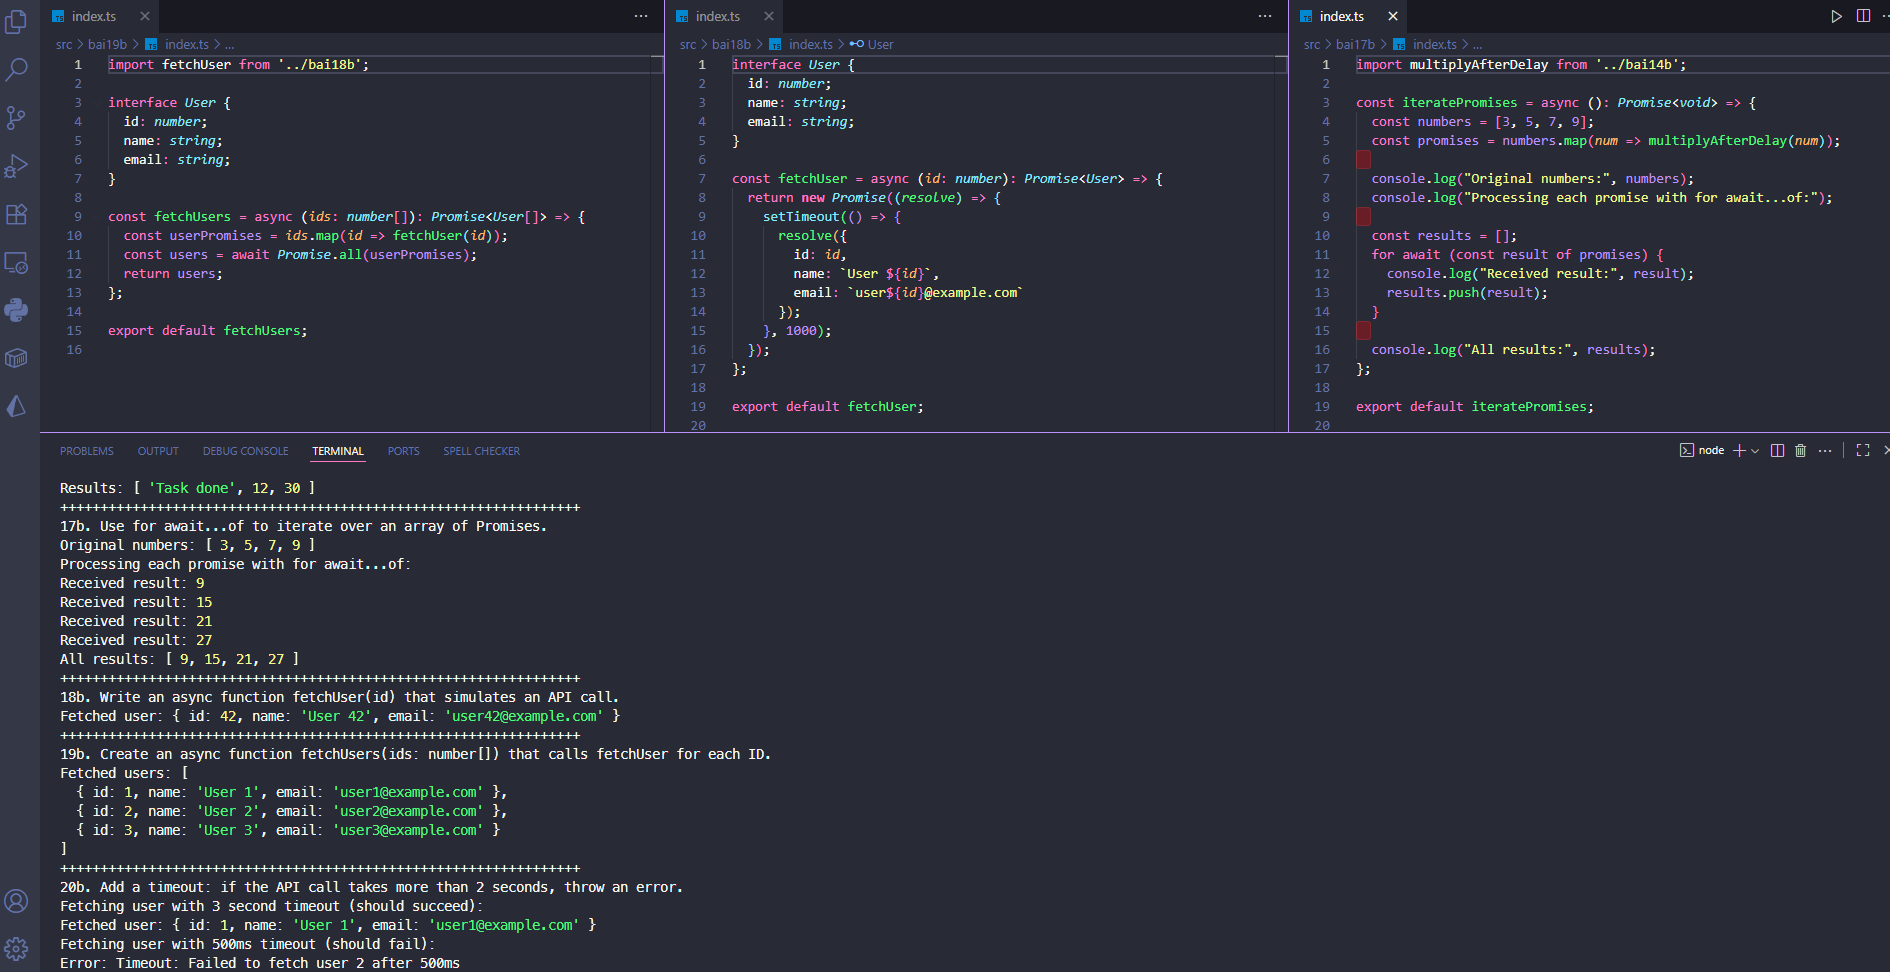 index.ts
src > bai19b > index.ts > ...
1 import fetchUser from '../bai18b';
2
3 interface User {
4 id: number;
5 name: string;
6 email: string;
7 }
8
9 const fetchUsers = async (ids: number[]): Promise<User[]> => {
10 const userPromises = ids.map(id => fetchUser(id));
11 const users = await Promise.all(userPromises);
12 return users;
13 };
14
15 export default fetchUsers;
16
index.ts
src > bai18b > index.ts > User
1 interface User {
2 id: number;
3 name: string;
4 email: string;
5 }
6
7 const fetchUser = async (id: number): Promise<User> => {
8 return new Promise((resolve) => {
9 setTimeout(() => {
10 resolve({
11 id: id,
12 name: `User ${id}`,
13 email: `user${id}@example.com`
14 });
15 }, 1000);
16 });
17 };
18
19 export default fetchUser;
20
index.ts
src > bai17b > index.ts > ...
1 import multiplyAfterDelay from '../bai14b';
2
3 const iteratePromises = async (): Promise<void> => {
4 const numbers = [3, 5, 7, 9];
5 const promises = numbers.map(num => multiplyAfterDelay(num));
6
7 console.log("Original numbers:", numbers);
8 console.log("Processing each promise with for await...of:");
9
10 const results = [];
11 for await (const result of promises) {
12 console.log("Received result:", result);
13 results.push(result);
14 }
15
16 console.log("All results:", results);
17 };
18
19 export default iteratePromises;
20
PROBLEMS OUTPUT DEBUG CONSOLE TERMINAL PORTS SPELL CHECKER
node
Results: [ 'Task done', 12, 30 ]
+++++++++++++++++++++++++++++++++++++++++++++++++++++++++++++++++
17b. Use for await...of to iterate over an array of Promises.
Original numbers: [ 3, 5, 7, 9 ]
Processing each promise with for await...of:
Received result: 9
Received result: 15
Received result: 21
Received result: 27
All results: [ 9, 15, 21, 27 ]
+++++++++++++++++++++++++++++++++++++++++++++++++++++++++++++++++
18b. Write an async function fetchUser(id) that simulates an API call.
Fetched user: { id: 42, name: 'User 42', email: 'user42@example.com' }
+++++++++++++++++++++++++++++++++++++++++++++++++++++++++++++++++
19b. Create an async function fetchUsers(ids: number[]) that calls fetchUser for each ID.
Fetched users: [
{ id: 1, name: 'User 1', email: 'user1@example.com' },
{ id: 2, name: 'User 2', email: 'user2@example.com' },
{ id: 3, name: 'User 3', email: 'user3@example.com' }
]
+++++++++++++++++++++++++++++++++++++++++++++++++++++++++++++++++
20b. Add a timeout: if the API call takes more than 2 seconds, throw an error.
Fetching user with 3 second timeout (should succeed):
Fetched user: { id: 1, name: 'User 1', email: 'user1@example.com' }
Fetching user with 500ms timeout (should fail):
Error: Timeout: Failed to fetch user 2 after 500ms